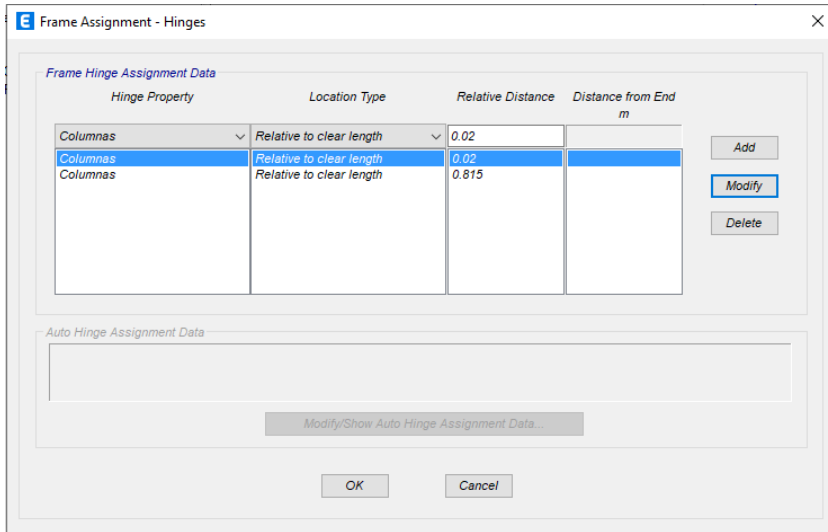 E Frame Assignment - Hinges
Frame Hinge Assignment Data
Hinge Property Location Type Relative Distance Distance from End
m
Columnas Relative to clear length 0.02
Add
Columnas Relative to clear length 0.02
Columnas Relative to clear length 0.815
Modify
Delete
Auto Hinge Assignment Data
Modify/Show Auto Hinge Assignment Data...
OK Cancel